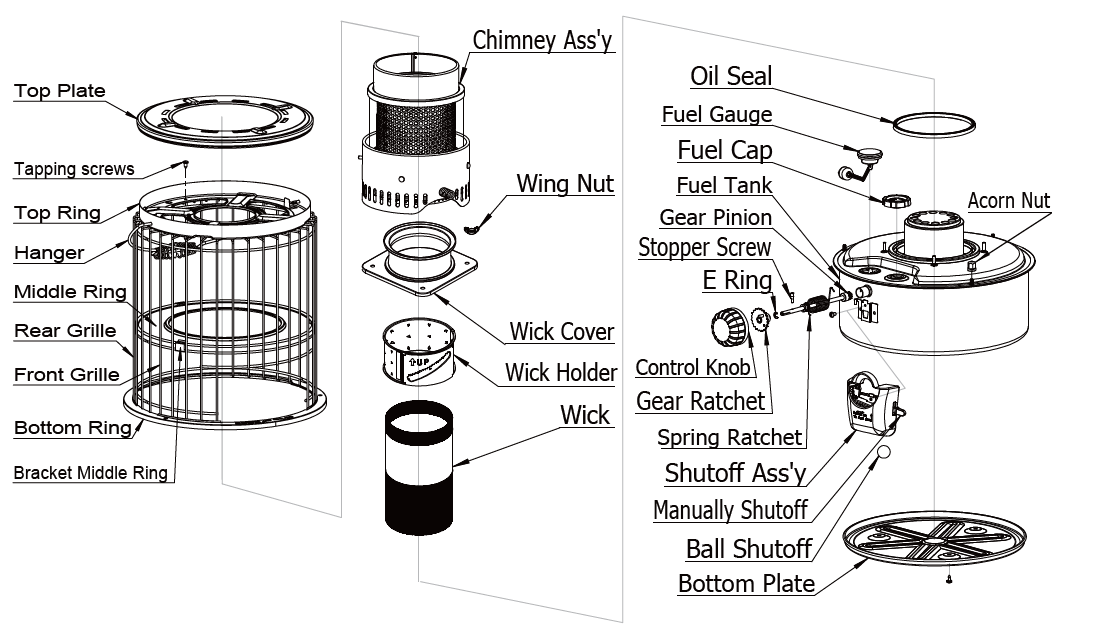 Top Plate
Tapping screws
Top Ring
Hanger
Middle Ring
Rear Grille
Front Grille
Bottom Ring
Bracket Middle Ring
Chimney Ass'y
Wing Nut
Wick Cover
UP
Wick Holder
Wick
Oil Seal
Fuel Gauge
Fuel Cap
Fuel Tank
Acorn Nut
Gear Pinion
Stopper Screw
E Ring
Control Knob
Gear Ratchet
Spring Ratchet
Shutoff Ass'y
Manually Shutoff
Ball Shutoff
Bottom Plate